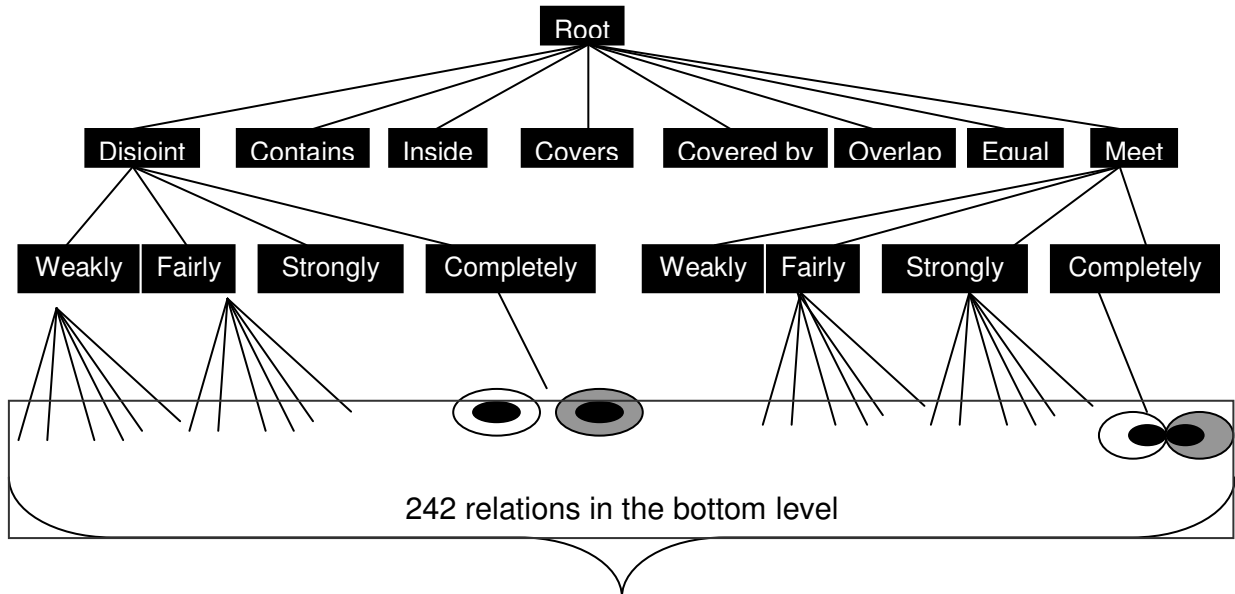 Root
Disjoint Contains Inside Covers Covered by Overlap Equal Meet
Weakly Fairly Strongly Completely Weakly Fairly Strongly Completely
242 relations in the bottom level